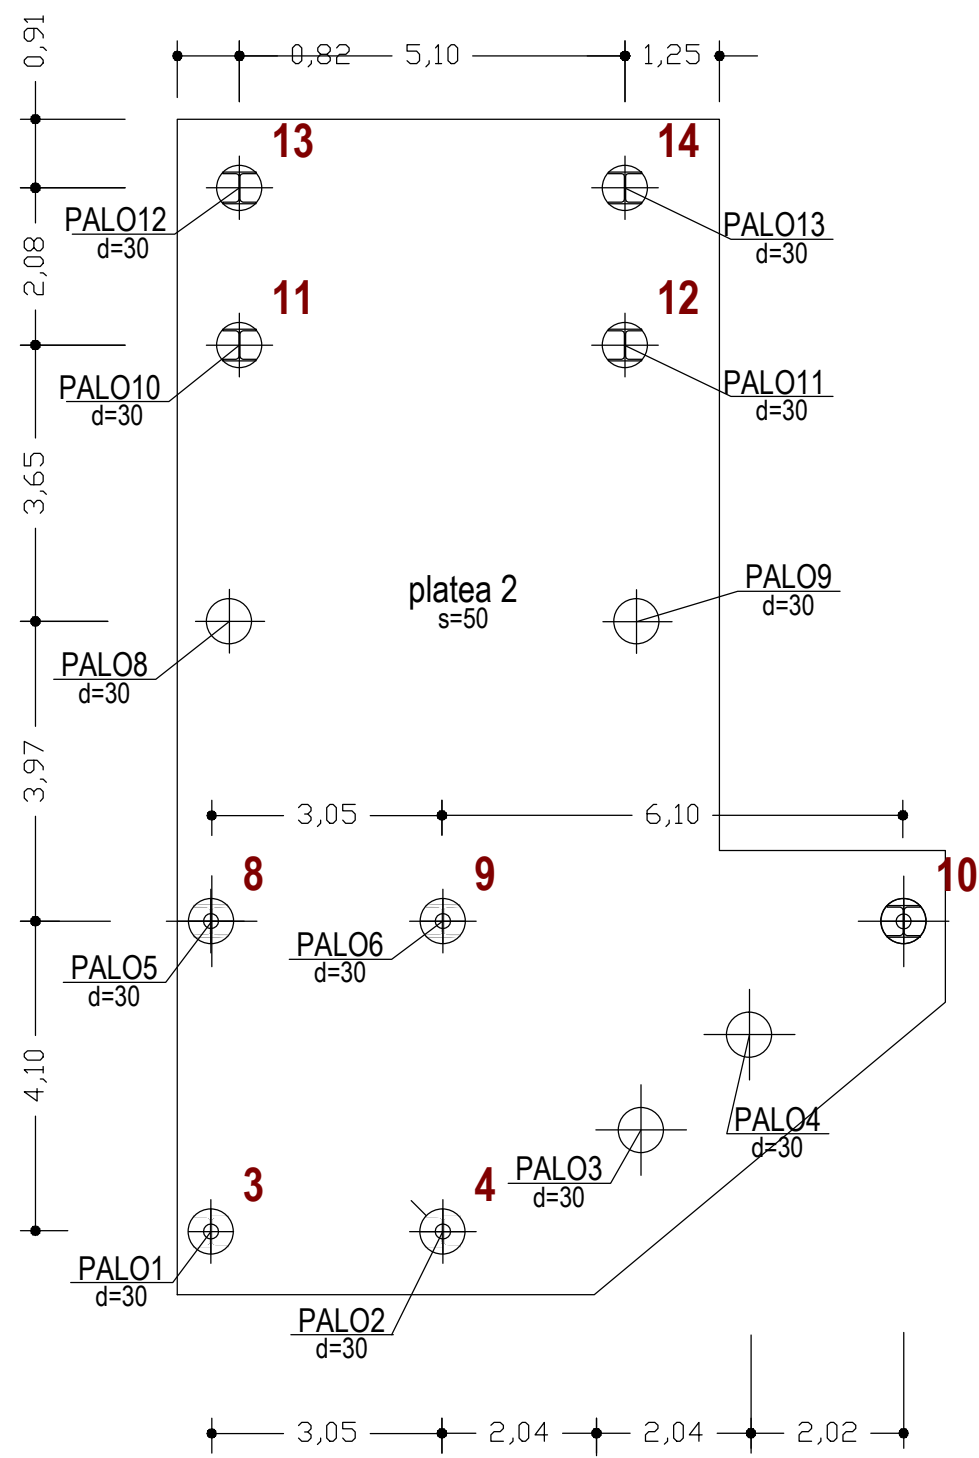 0,91
0,82
5,10
1,25
13
14
PALO12
d=30
PALO13
d=30
2,08
11
12
PALO10
d=30
PALO11
d=30
3,65
platea 2
s=50
PALO9
d=30
PALO8
d=30
3,97
3,05
6,10
8
9
10
PALO5
d=30
PALO6
d=30
4,10
PALO4
d=30
PALO3
d=30
3
4
PALO1
d=30
PALO2
d=30
3,05
2,04
2,04
2,02